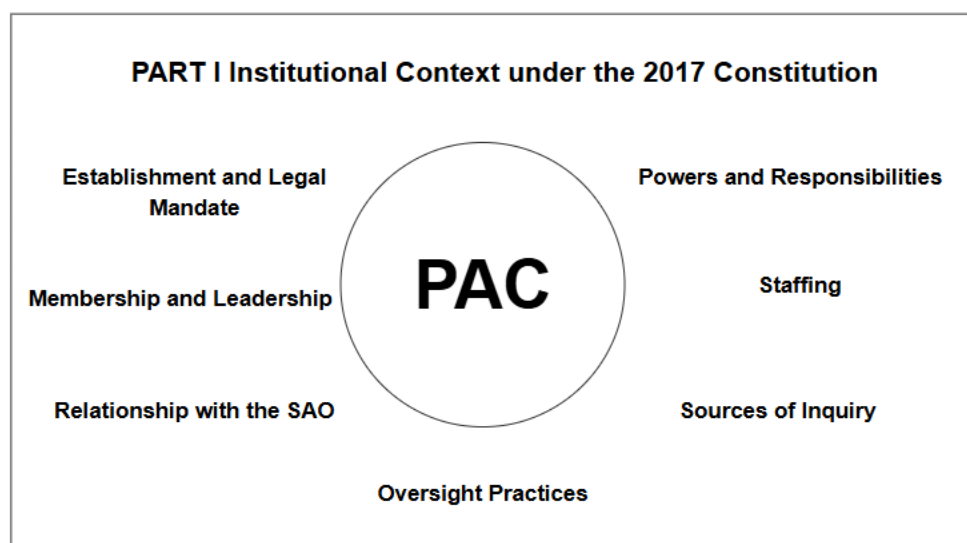 PART I Institutional Context under the 2017 Constitution
Establishment and Legal
Mandate
Powers and Responsibilities
PAC
Membership and Leadership
Staffing
Relationship with the SAO
Sources of Inquiry
Oversight Practices